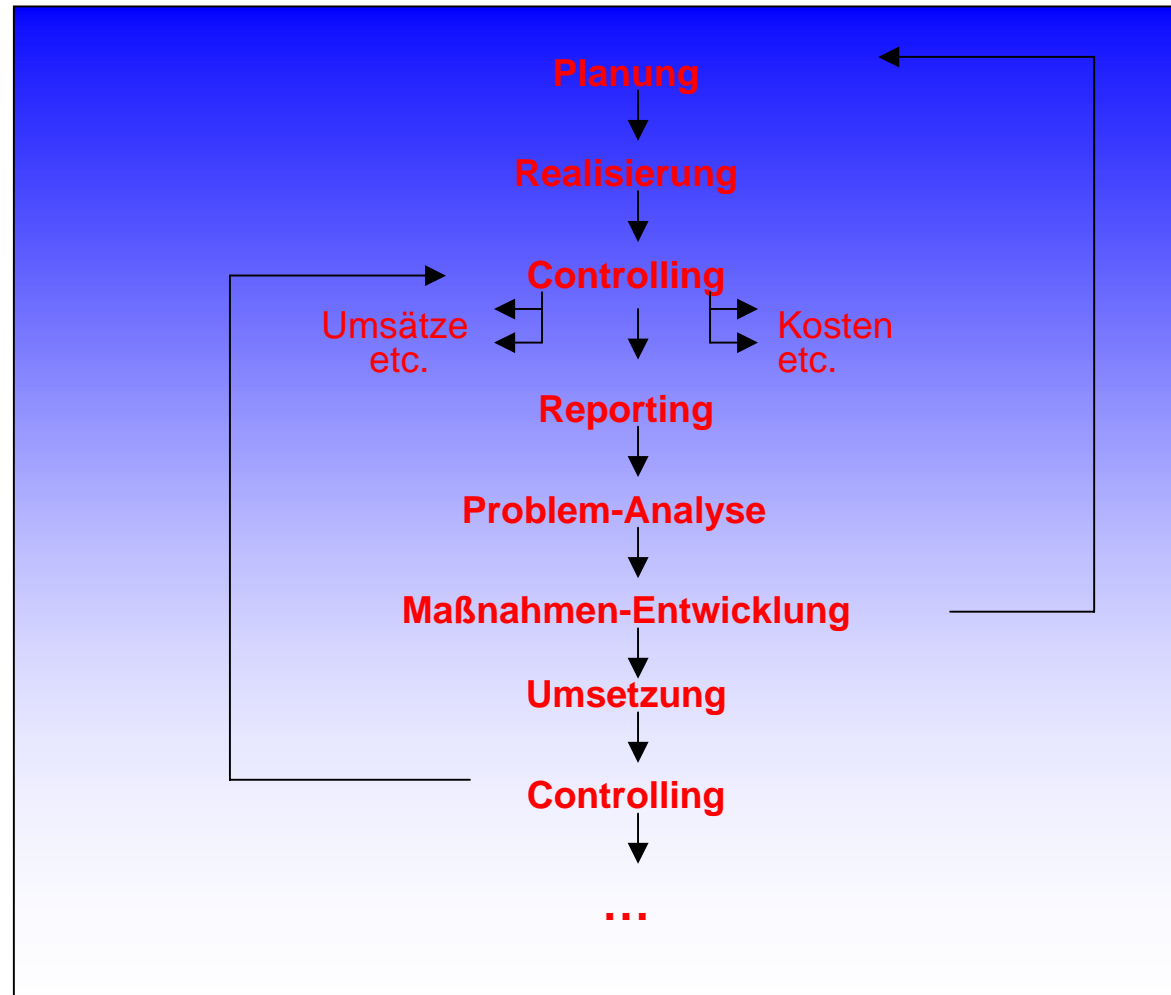 Planung
Realisierung
Controlling
Umsätze
etc.
Kosten
etc.
Reporting
Problem-Analyse
Maßnahmen-Entwicklung
Umsetzung
Controlling
...